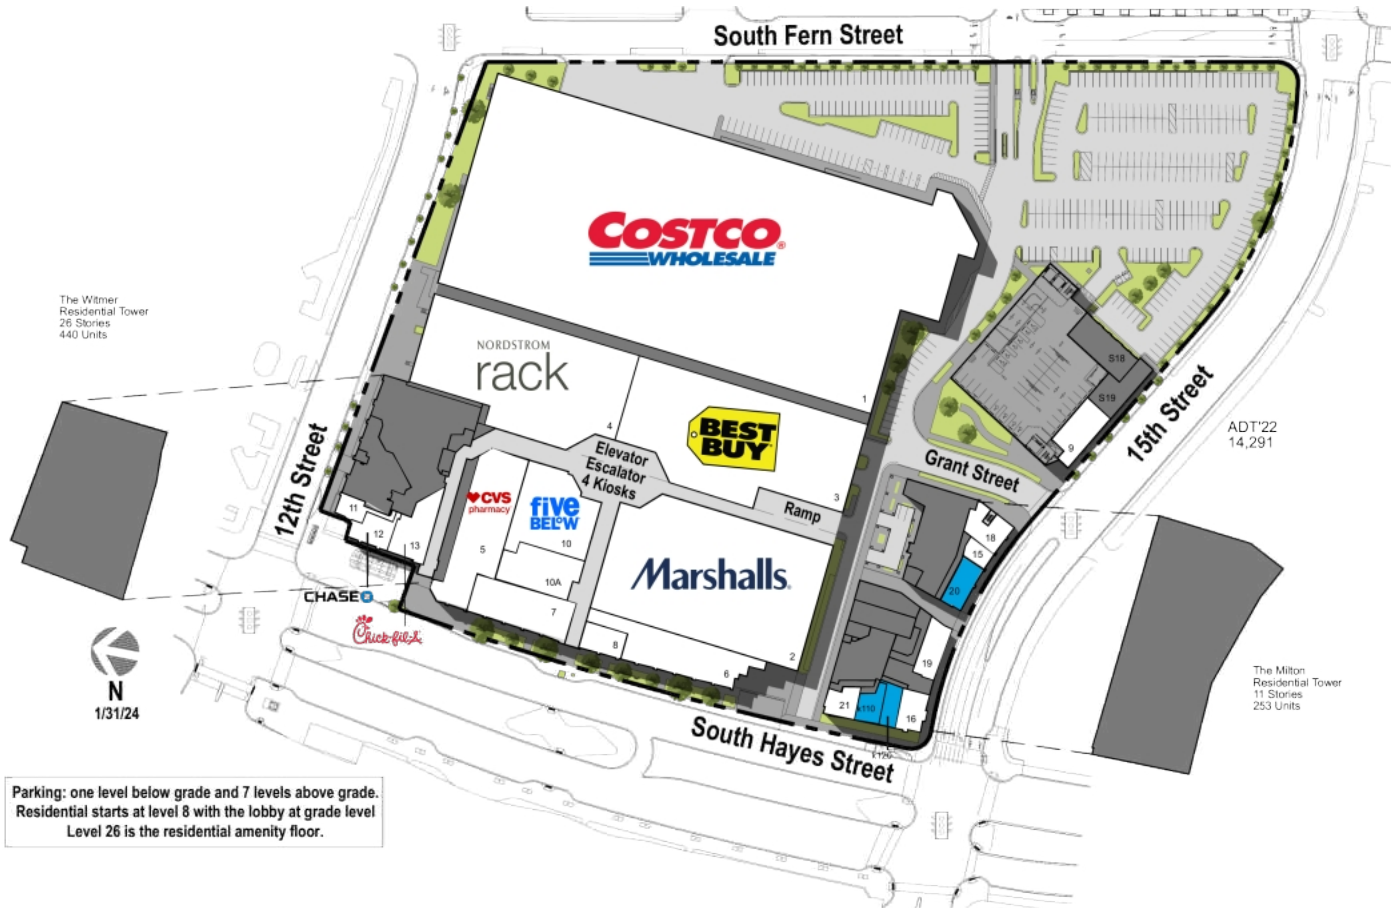 South Fern Street
COSTCO
WHOLESALE
The Witmer
Residential Tower
26 Stories
440 Units
NORDSTROM
rack
S18
S19
1
15th Street
ADT'22
14,291
4
BEST
BUY
9
12th Street
Elevator
Escalator
4 Kiosks
Grant Street
CVS
pharmacy
five
BELOW
3
Ramp
11
12
13
5
10
18
15
Marshalls
10A
20
CHASE
7
Chick-fil-A
8
2
19
6
N
1/31/24
The Milton
Residential Tower
11 Stories
253 Units
21
k110
16
South Hayes Street
k120
Parking: one level below grade and 7 levels above grade.
Residential starts at level 8 with the lobby at grade level
Level 26 is the residential amenity floor.